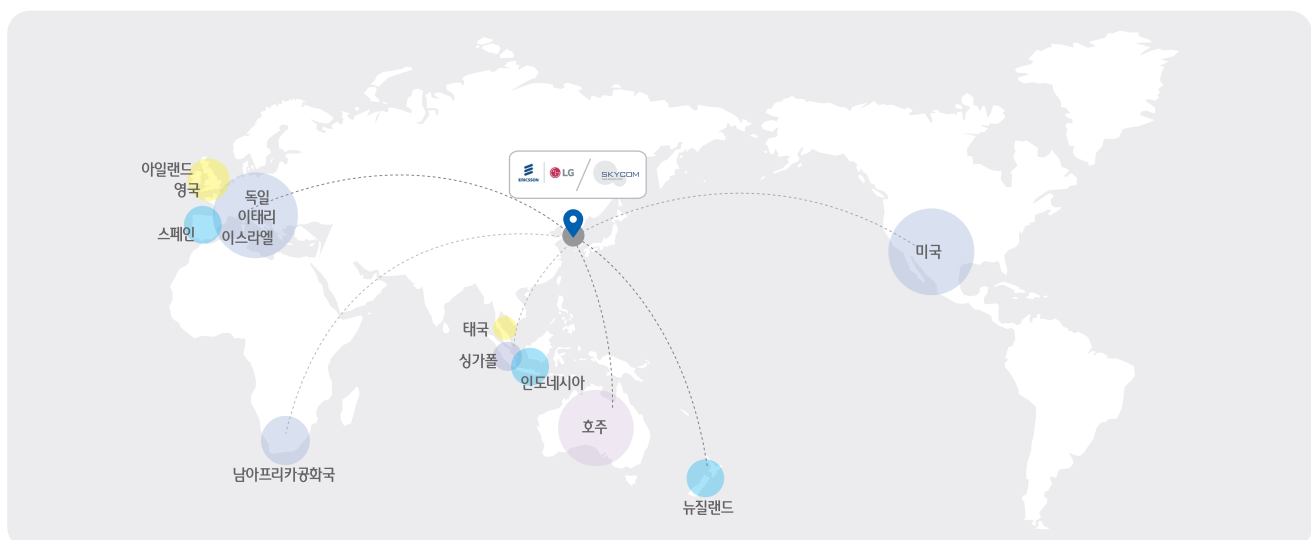 ERICSSON
LG
SKYCOM
아일랜드
영국
독일
이태리
이스라엘
스페인
미국
태국
싱가폴
인도네시아
호주
남아프리카공화국
뉴질랜드